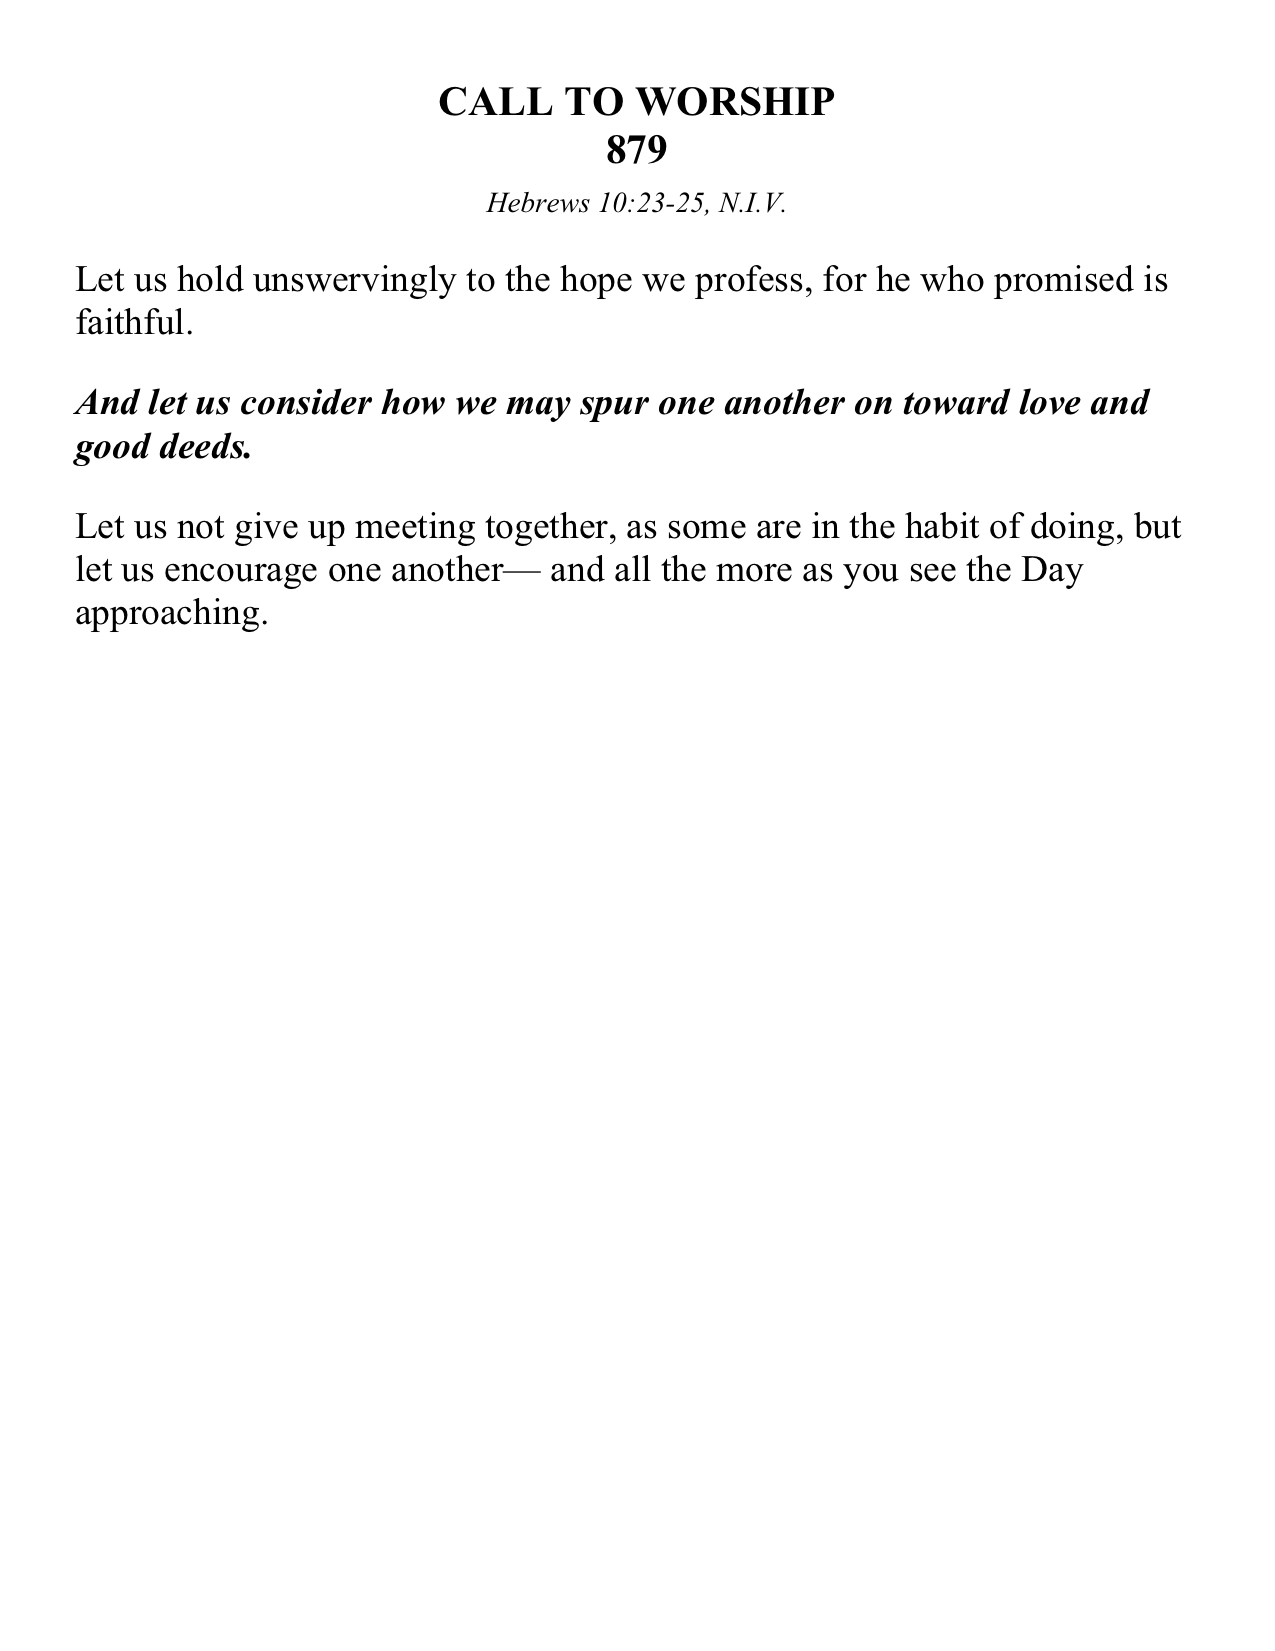 CALL TO WORSHIP
879
Hebrews 10:23-25, N.I.V.
Let us hold unswervingly to the hope we profess, for he who promised is
faithful.
And let us consider how we may spur one another on toward love and
good deeds.
Let us not give up meeting together, as some are in the habit of doing, but
let us encourage one another— and all the more as you see the Day
approaching.